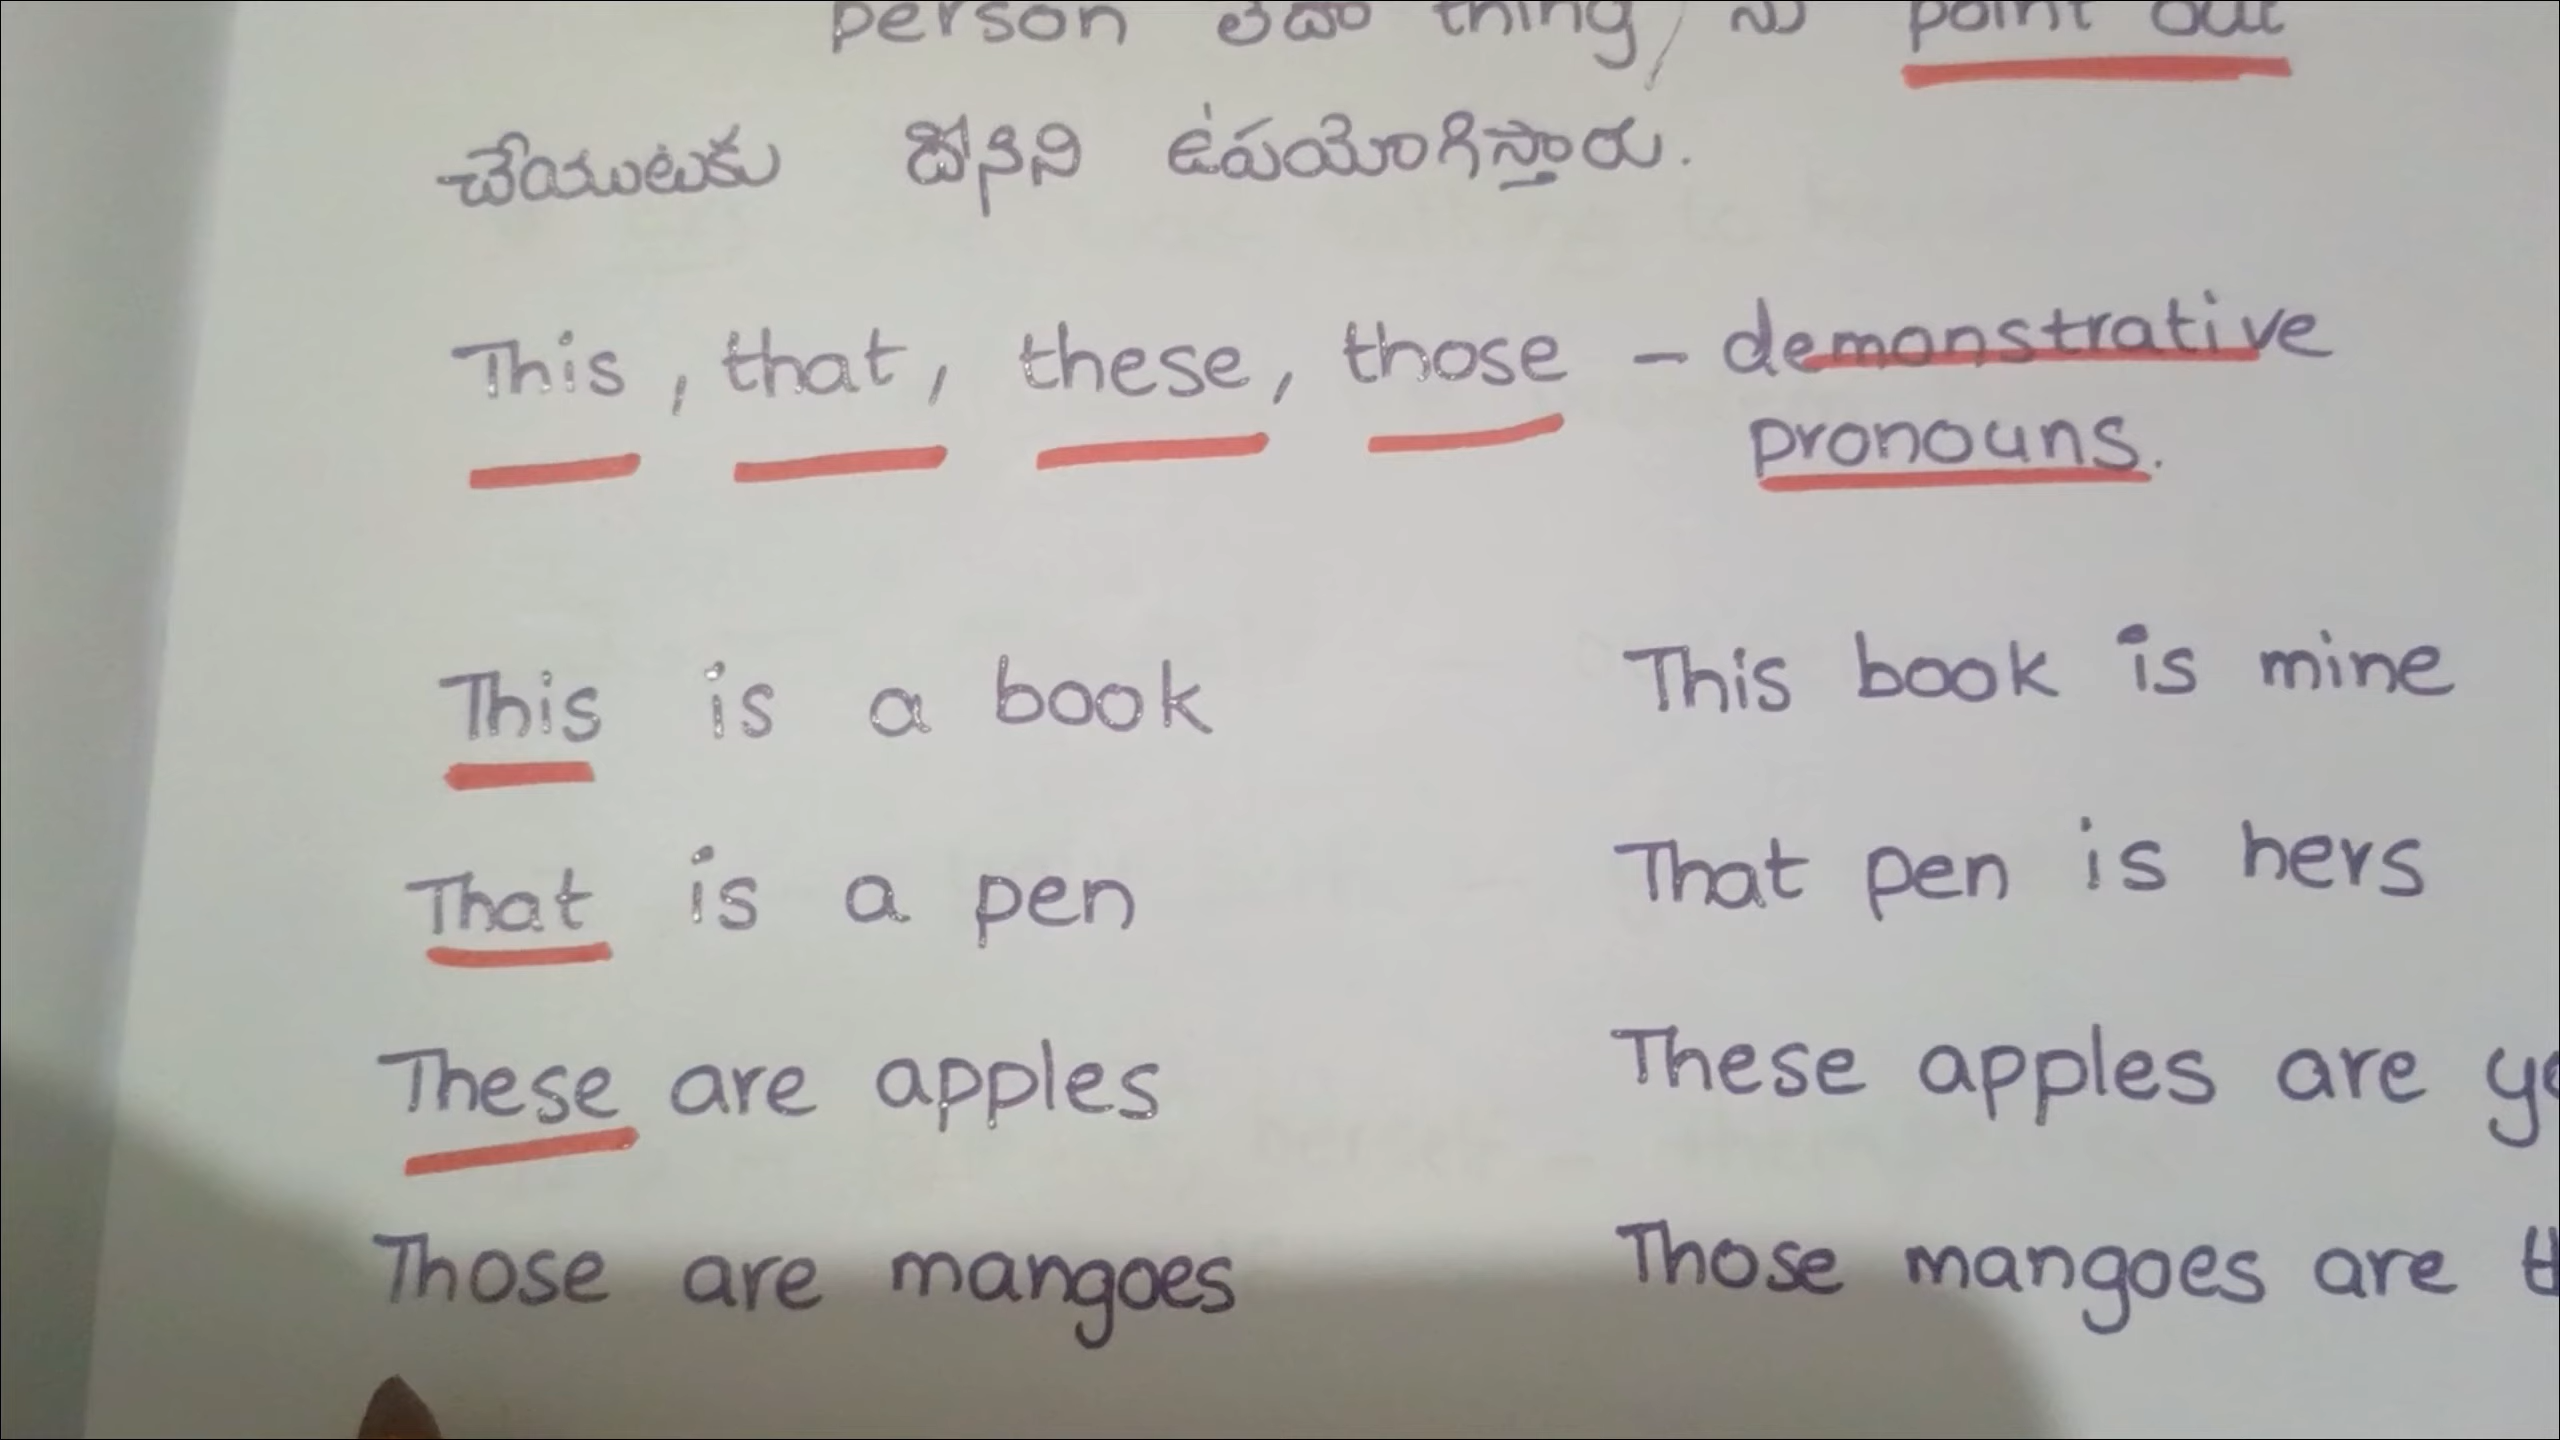 person లేదా thing ను point out
చేయుటకు దీనిని ఉపయోగిస్తారు.
This, that, these, those - demonstrative
pronouns.
This is a book
This book is mine
That is a pen
That pen is hers
These are apples
These apples are
Those are mangoes
Those mangoes are